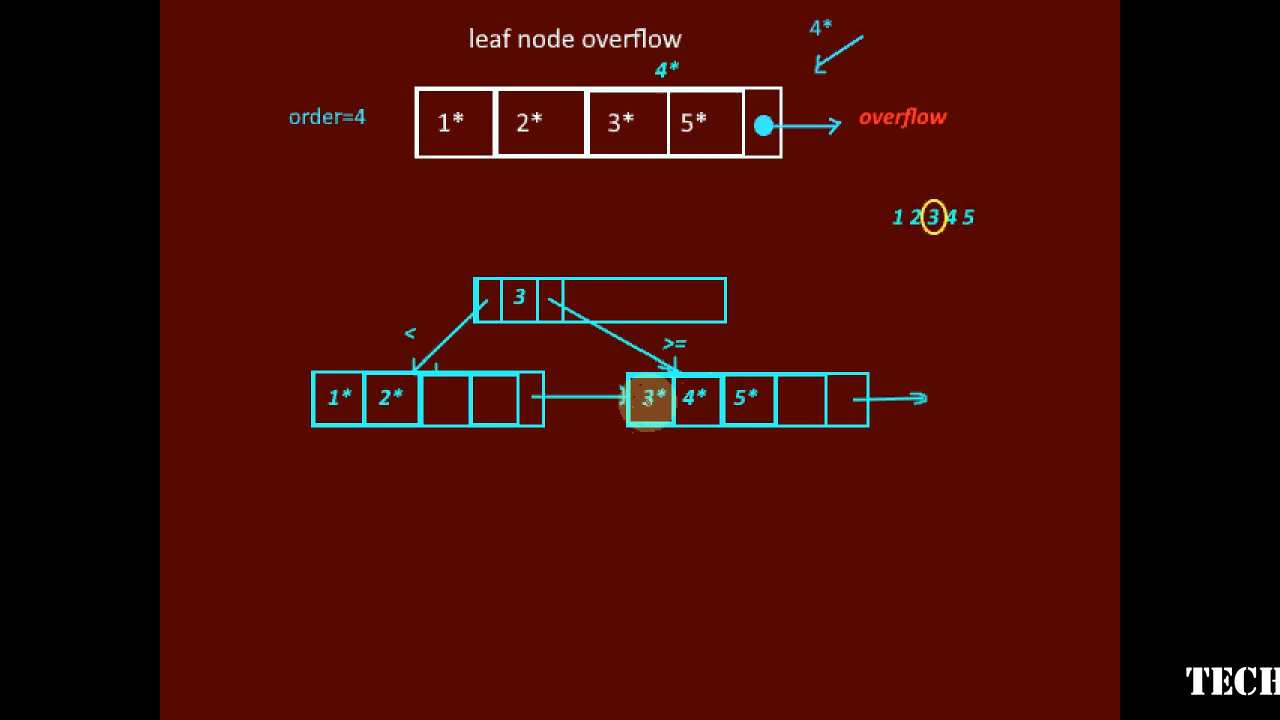 leaf node overflow
4*
4*
order=4
1* 2* 3* 5*
overflow
1 2 3 4 5
3
<
>=
1* 2*
3* 4* 5*
TECH